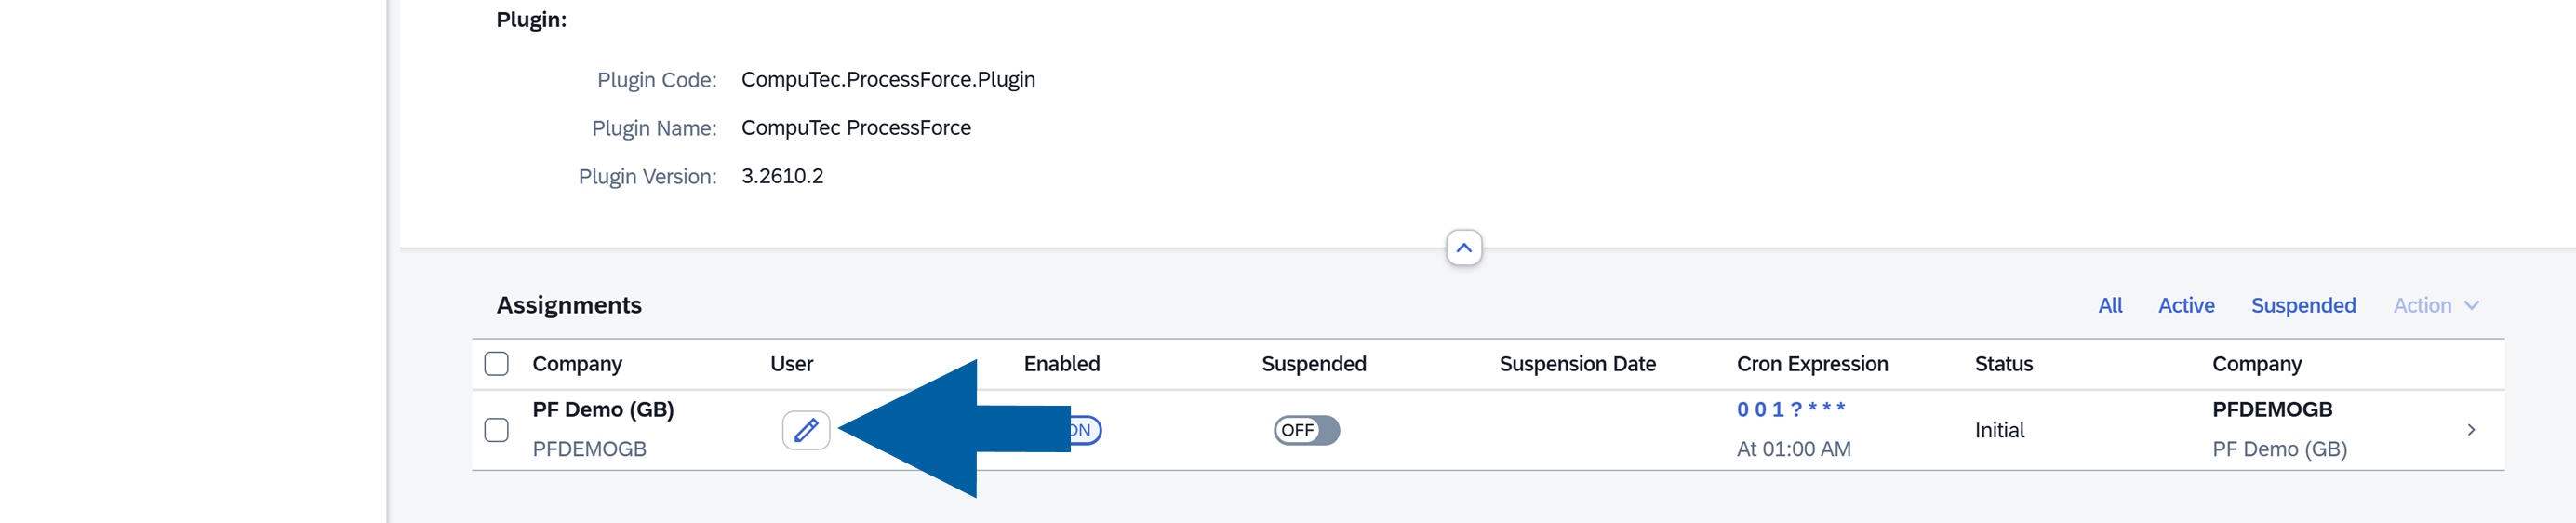 Plugin:
Plugin Code: CompuTec.ProcessForce.Plugin
Plugin Name: CompuTec ProcessForce
Plugin Version: 3.2610.2
Assignments All Active Suspended Action
Company User Enabled Suspended Suspension Date Cron Expression Status Company
PF Demo (GB) 0 0 1 ? * * * PFDEMOGB
OFF Initial
PFDEMOGB At 01:00 AM PF Demo (GB)